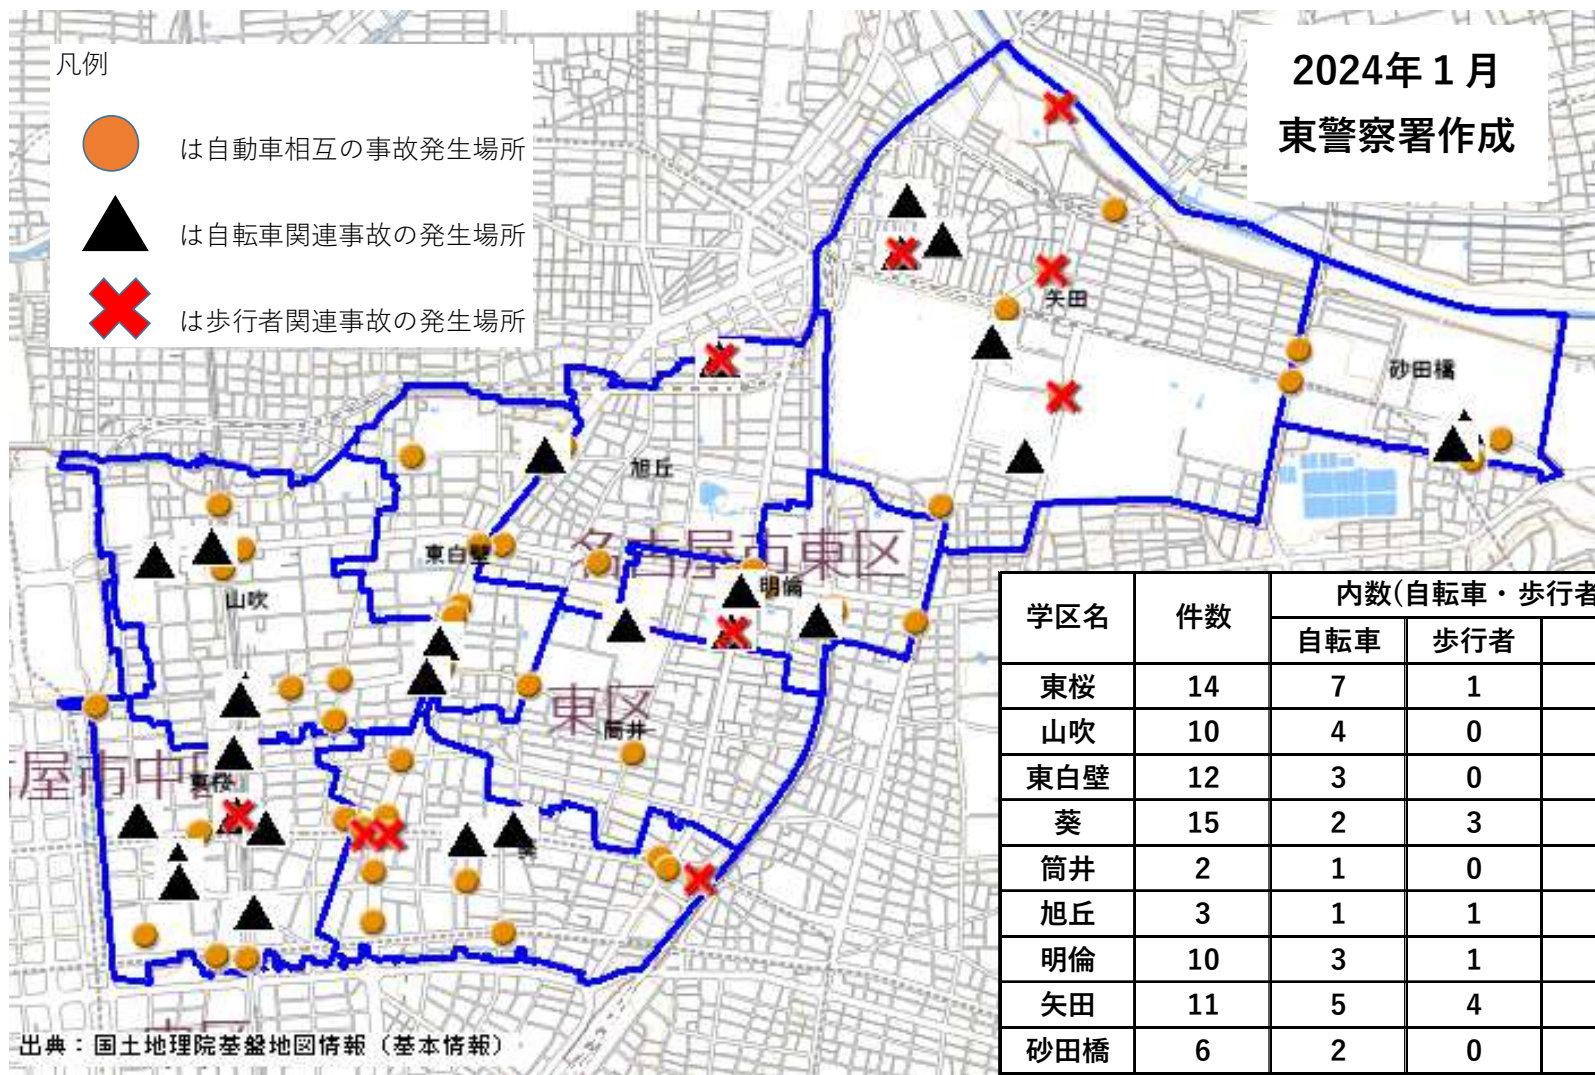 凡例
は自動車相互の事故発生場所
は自転車関連事故の発生場所
は歩行者関連事故の発生場所
2024年１月
東警察署作成
矢田
砂田橋
旭丘
名古屋市東区
東白壁
明倫
山吹
東区
筒井
屋市中区
東桜
葵
中区
出典：国土地理院基盤地図情報（基本情報）
学区名 件数 内数(自転車・歩行者
自転車 歩行者
東桜 14 7 1
山吹 10 4 0
東白壁 12 3 0
葵 15 2 3
筒井 2 1 0
旭丘 3 1 1
明倫 10 3 1
矢田 11 5 4
砂田橋 6 2 0